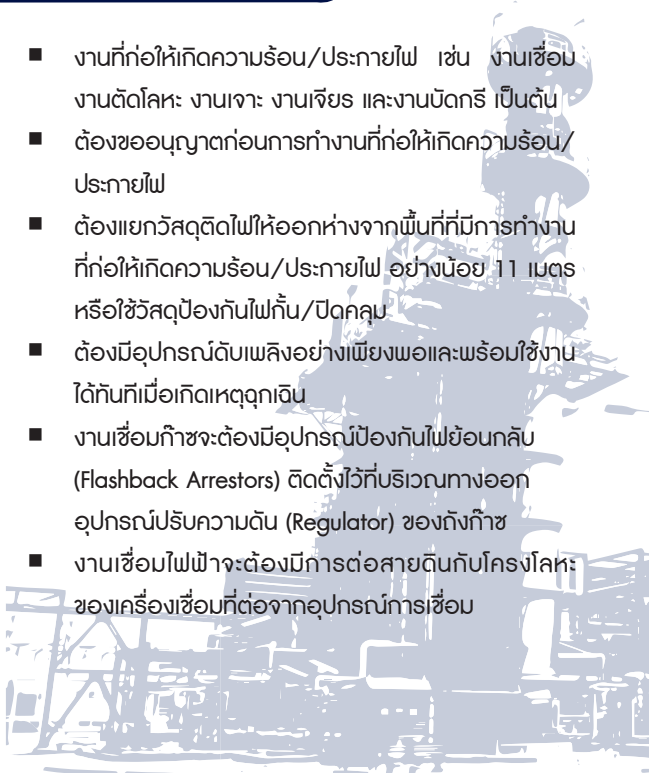 ▪ งานที่ก่อให้เกิดความร้อน/ประกายไฟ เช่น งานเชื่อม
งานตัดโลหะ งานเจาะ งานเจียร และงานบัดกรี เป็นต้น
▪ ต้องขออนุญาตก่อนการทำงานที่ก่อให้เกิดความร้อน/
ประกายไฟ
▪ ต้องแยกวัสดุติดไฟให้ออกห่างจากพื้นที่ที่มีการทำงาน
ที่ก่อให้เกิดความร้อน/ประกายไฟ อย่างน้อย 11 เมตร
หรือใช้วัสดุป้องกันไฟกั้น/ปิดคลุม
▪ ต้องมีอุปกรณ์ดับเพลิงอย่างเพียงพอและพร้อมใช้งาน
ได้ทันทีเมื่อเกิดเหตุฉุกเฉิน
▪ งานเชื่อมก๊าซจะต้องมีอุปกรณ์ป้องกันไฟย้อนกลับ
(Flashback Arrestors) ติดตั้งไว้ที่บริเวณทางออก
อุปกรณ์ปรับความดัน (Regulator) ของถังก๊าซ
▪ งานเชื่อมไฟฟ้าจะต้องมีการต่อสายดินกับโครงโลหะ
ของเครื่องเชื่อมที่ต่อจากอุปกรณ์การเชื่อม